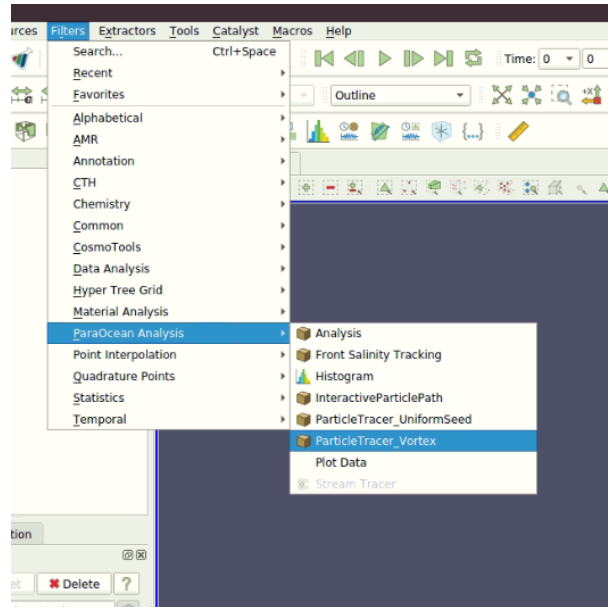 urces Filters Extractors Tools Catalyst Macros Help
Search... Ctrl+Space
Time: 0 0
Recent
Favorites
Outline
Alphabetical
AMR
Annotation
CTH
Chemistry
Common
CosmoTools
Data Analysis
Hyper Tree Grid
Material Analysis
ParaOcean Analysis
Point Interpolation
Quadrature Points
Statistics
Temporal
Analysis
Front Salinity Tracking
Histogram
InteractiveParticlePath
ParticleTracer_UniformSeed
ParticleTracer_Vortex
Plot Data
Stream Tracer
tion
et Delete ?